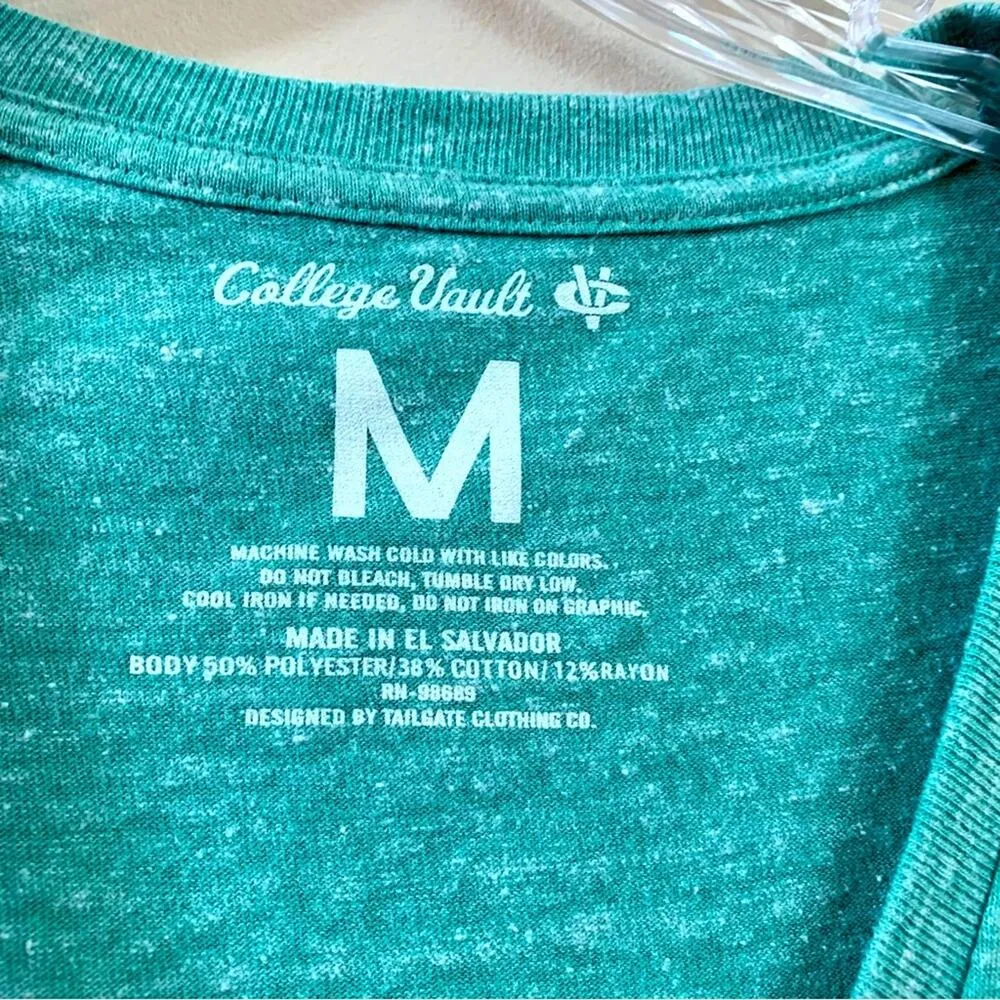 College Vault
M
MACHINE WASH COLD WITH LIKE COLORS.
DO NOT BLEACH, TUMBLE DRY LOW.
COOL IRON IF NEEDED, DO NOT IRON ON GRAPHIC.
MADE IN EL SALVADOR
BODY 50% POLYESTER/38% COTTON/12%RAYON
RN-98689
DESIGNED BY TAILGATE CLOTHING CO.